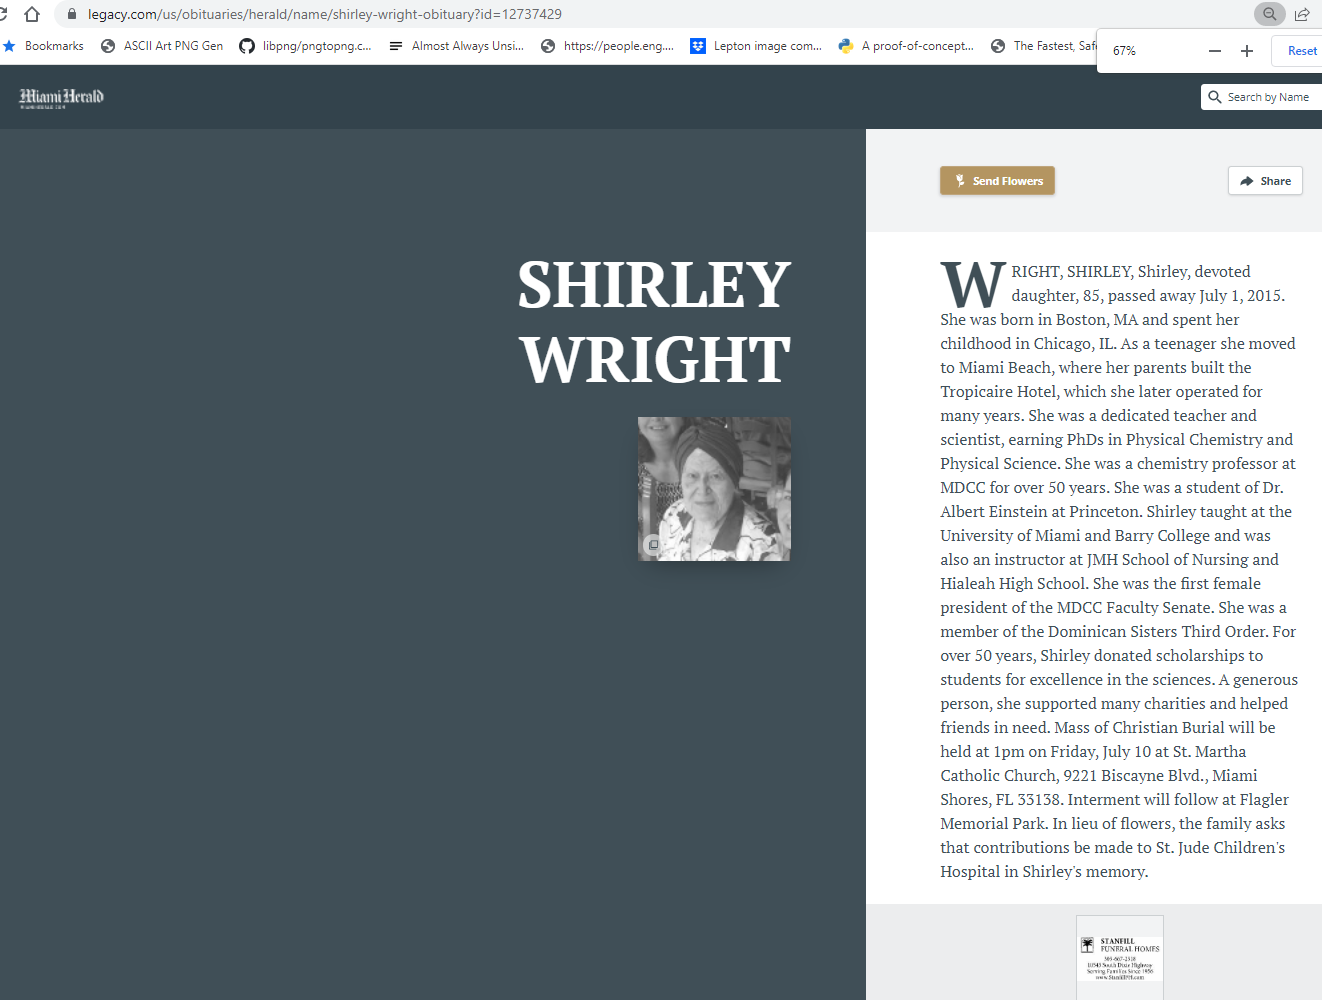 legacy.com/us/obituaries/herald/name/shirley-wright-obituary?id=12737429
Bookmarks
ASCII Art PNG Gen
libpng/pngtopng.c...
Almost Always Unsi...
https://people.eng....
Lepton image com...
A proof-of-concept...
The Fastest, Safe
67%
Reset
Miami Herald
Search by Name
Send Flowers
Share
SHIRLEY
WRIGHT
WRIGHT, SHIRLEY, Shirley, devoted
daughter, 85, passed away July 1, 2015.
She was born in Boston, MA and spent her
childhood in Chicago, IL. As a teenager she moved
to Miami Beach, where her parents built the
Tropicaire Hotel, which she later operated for
many years. She was a dedicated teacher and
scientist, earning PhDs in Physical Chemistry and
Physical Science. She was a chemistry professor at
MDCC for over 50 years. She was a student of Dr.
Albert Einstein at Princeton. Shirley taught at the
University of Miami and Barry College and was
also an instructor at JMH School of Nursing and
Hialeah High School. She was the first female
president of the MDCC Faculty Senate. She was a
member of the Dominican Sisters Third Order. For
over 50 years, Shirley donated scholarships to
students for excellence in the sciences. A generous
person, she supported many charities and helped
friends in need. Mass of Christian Burial will be
held at 1pm on Friday, July 10 at St. Martha
Catholic Church, 9221 Biscayne Blvd., Miami
Shores, FL 33138. Interment will follow at Flagler
Memorial Park. In lieu of flowers, the family asks
that contributions be made to St. Jude Children's
Hospital in Shirley's memory.
STANFILL
FUNERAL HOMES
10545 South Dixie Highway
Serving Families Since 1956